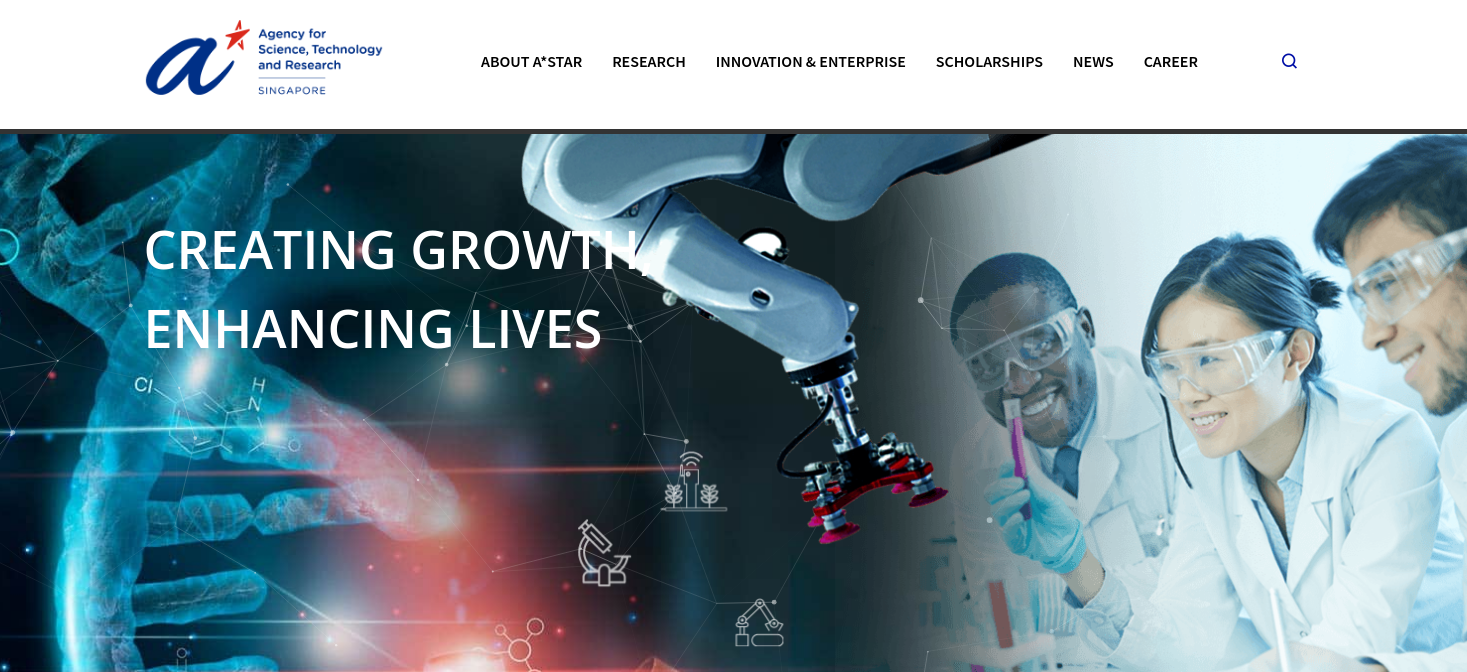 Agency for
Science, Technology
and Research
SINGAPORE
ABOUT A*STAR
RESEARCH
INNOVATION & ENTERPRISE
SCHOLARSHIPS
NEWS
CAREER
CREATING GROWTH,
ENHANCING LIVES
Cl
H
N
O